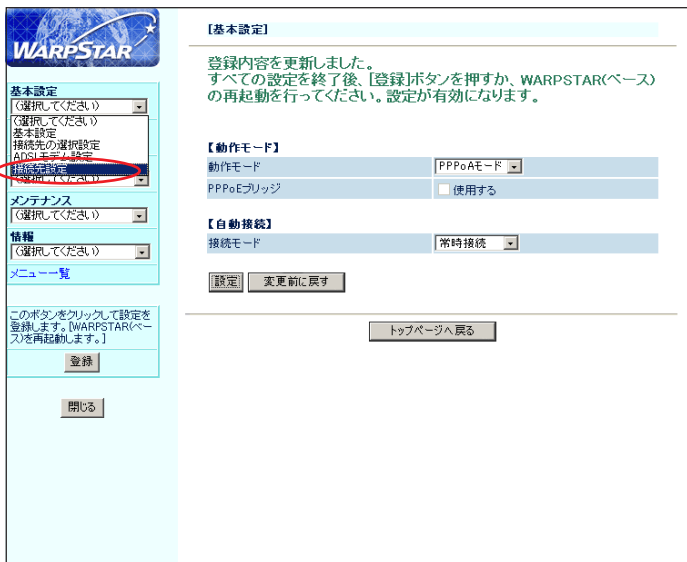 WARPSTAR
基本設定
(選択してください)
(選択してください)
基本設定
接続先の選択設定
ADSLモデム設定
接続先設定
(選択してください)
メンテナンス
(選択してください)
情報
(選択してください)
メニュー一覧
このボタンをクリックして設定を
登録します。[WARPSTAR(ベー
ス)を再起動します。]
登録
閉じる
[基本設定]
登録内容を更新しました。
すべての設定を終了後、[登録]ボタンを押すか、WARPSTAR(ベース)
の再起動を行ってください。設定が有効になります。
【動作モード】
動作モード PPPoAモード
PPPoEブリッジ 使用する
【自動接続】
接続モード 常時接続
設定 変更前に戻す
トップページへ戻る